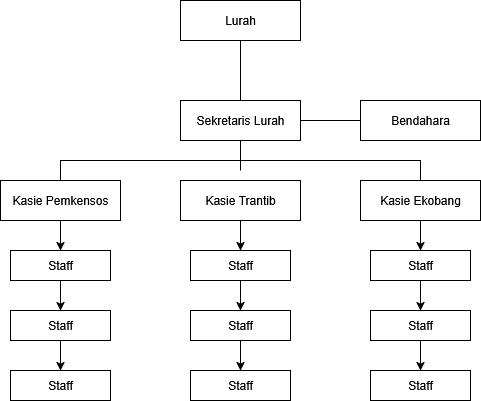 Lurah
Sekretaris Lurah
Bendahara
Kasie Pemkensos
Kasie Trantib
Kasie Ekobang
Staff
Staff
Staff
Staff
Staff
Staff
Staff
Staff
Staff